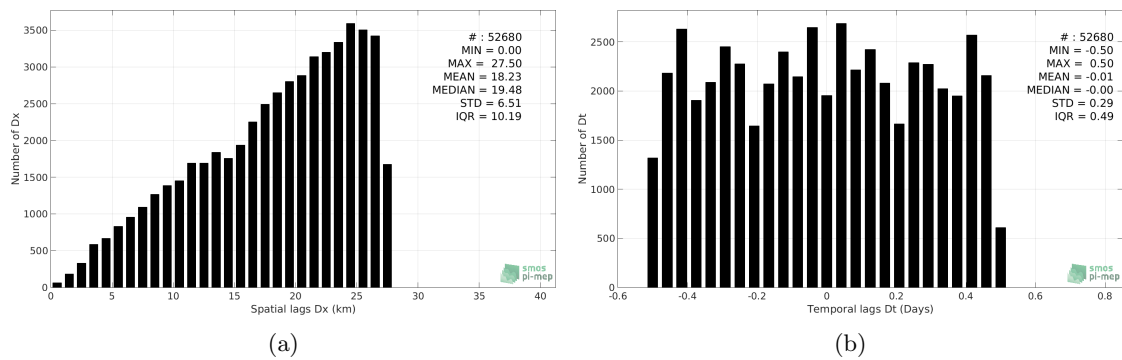 3500
3000
2500
2000
1500
1000
500
0
Number of Dx
# : 52680
MIN = 0.00
MAX = 27.50
MEAN = 18.23
MEDIAN = 19.48
STD = 6.51
IQR = 10.19
smos
pi-mep
0 5 10 15 20 25 30 35 40
Spatial lags Dx (km)
(a)
2500
2000
1500
1000
500
0
Number of Dt
# : 52680
MIN = -0.50
MAX = 0.50
MEAN = -0.01
MEDIAN = -0.00
STD = 0.29
IQR = 0.49
smos
pi-mep
-0.6 -0.4 -0.2 0 0.2 0.4 0.6 0.8
Temporal lags Dt (Days)
(b)